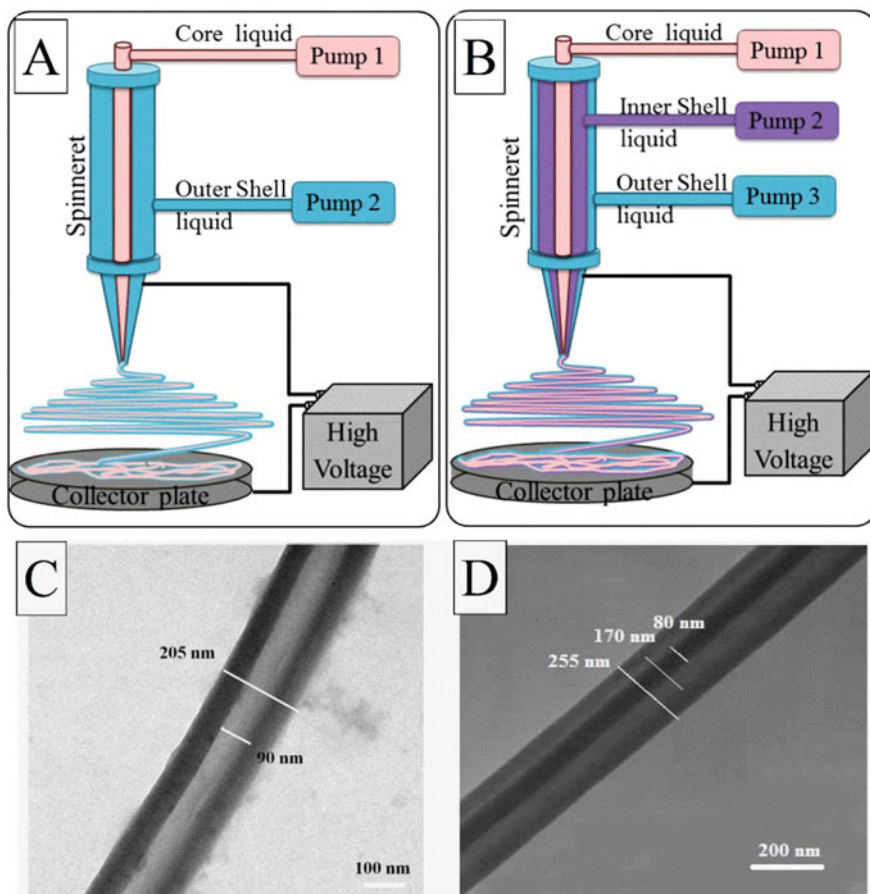 A
Core liquid
Pump 1
Spinneret
Outer Shell
liquid
Pump 2
High
Voltage
Collector plate
B
Core liquid
Pump 1
Inner Shell
liquid
Pump 2
Spinneret
Outer Shell
liquid
Pump 3
High
Voltage
Collector plate
C
205 nm
90 nm
100 nm
D
80 nm
170 nm
255 nm
200 nm